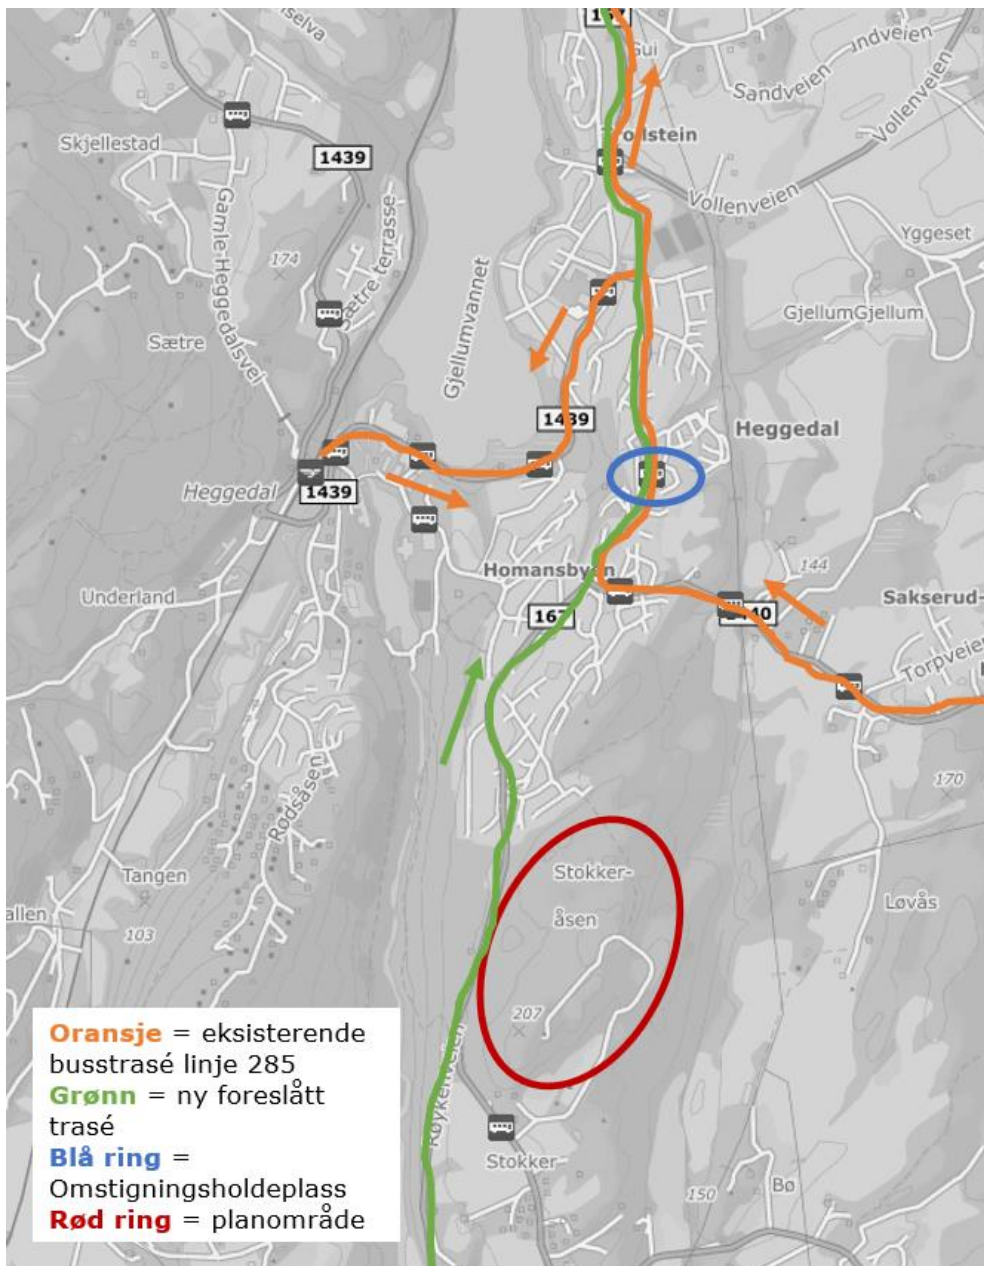 Gui
Sandveien
Vollenveien
Skjellestad
1439
Gamle Heggedalsvei
174
Sætre terrasse
Vollenveien
Yggeset
Gjellumvannet
GjellumGjellum
Sætre
Heggedal
Heggedal
1439
Underland
144
Sakserud-
Torpveien
170
Rødsåsen
Tangen
103
Stokker-
åsen
Løvås
207
Røykenveien
Stokker
150
Bø
Oransje = eksisterende
busstrasé linje 285
Grønn = ny foreslått
trasé
Blå ring =
Omstigningsholdeplass
Rød ring = planområde